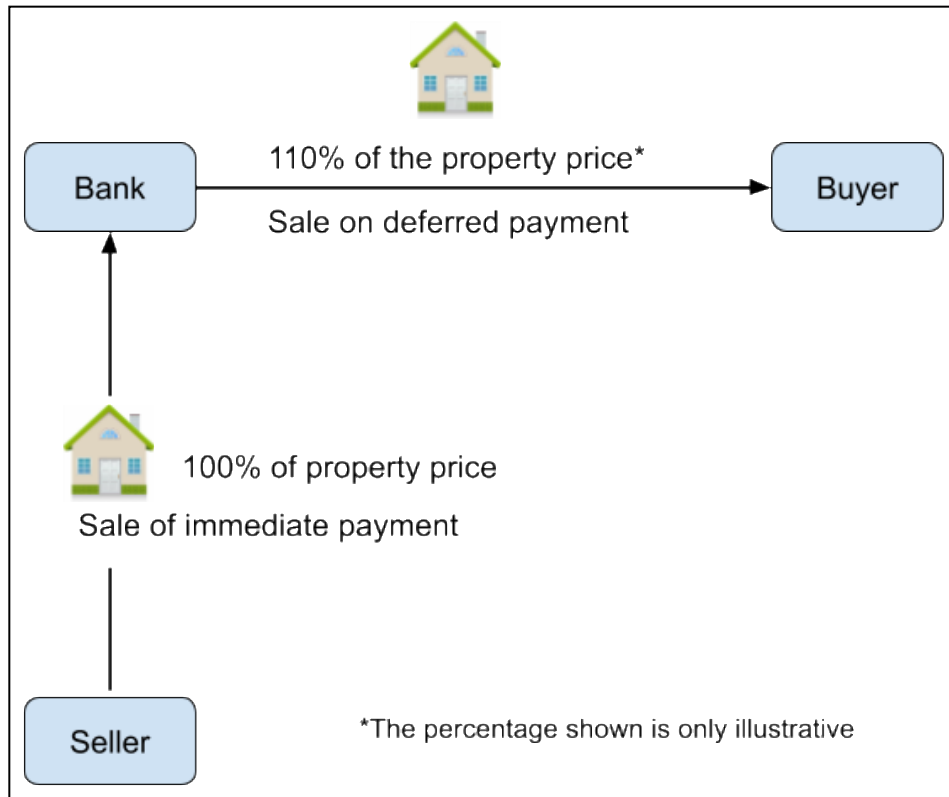 110% of the property price*
Bank
Buyer
Sale on deferred payment
100% of property price
Sale of immediate payment
Seller
*The percentage shown is only illustrative